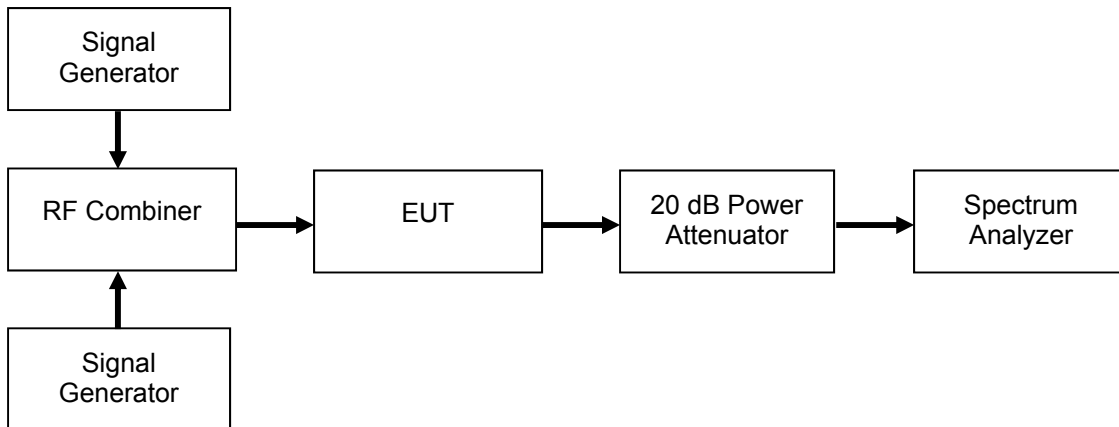 Signal
Generator
RF Combiner
EUT
20 dB Power
Attenuator
Spectrum
Analyzer
Signal
Generator